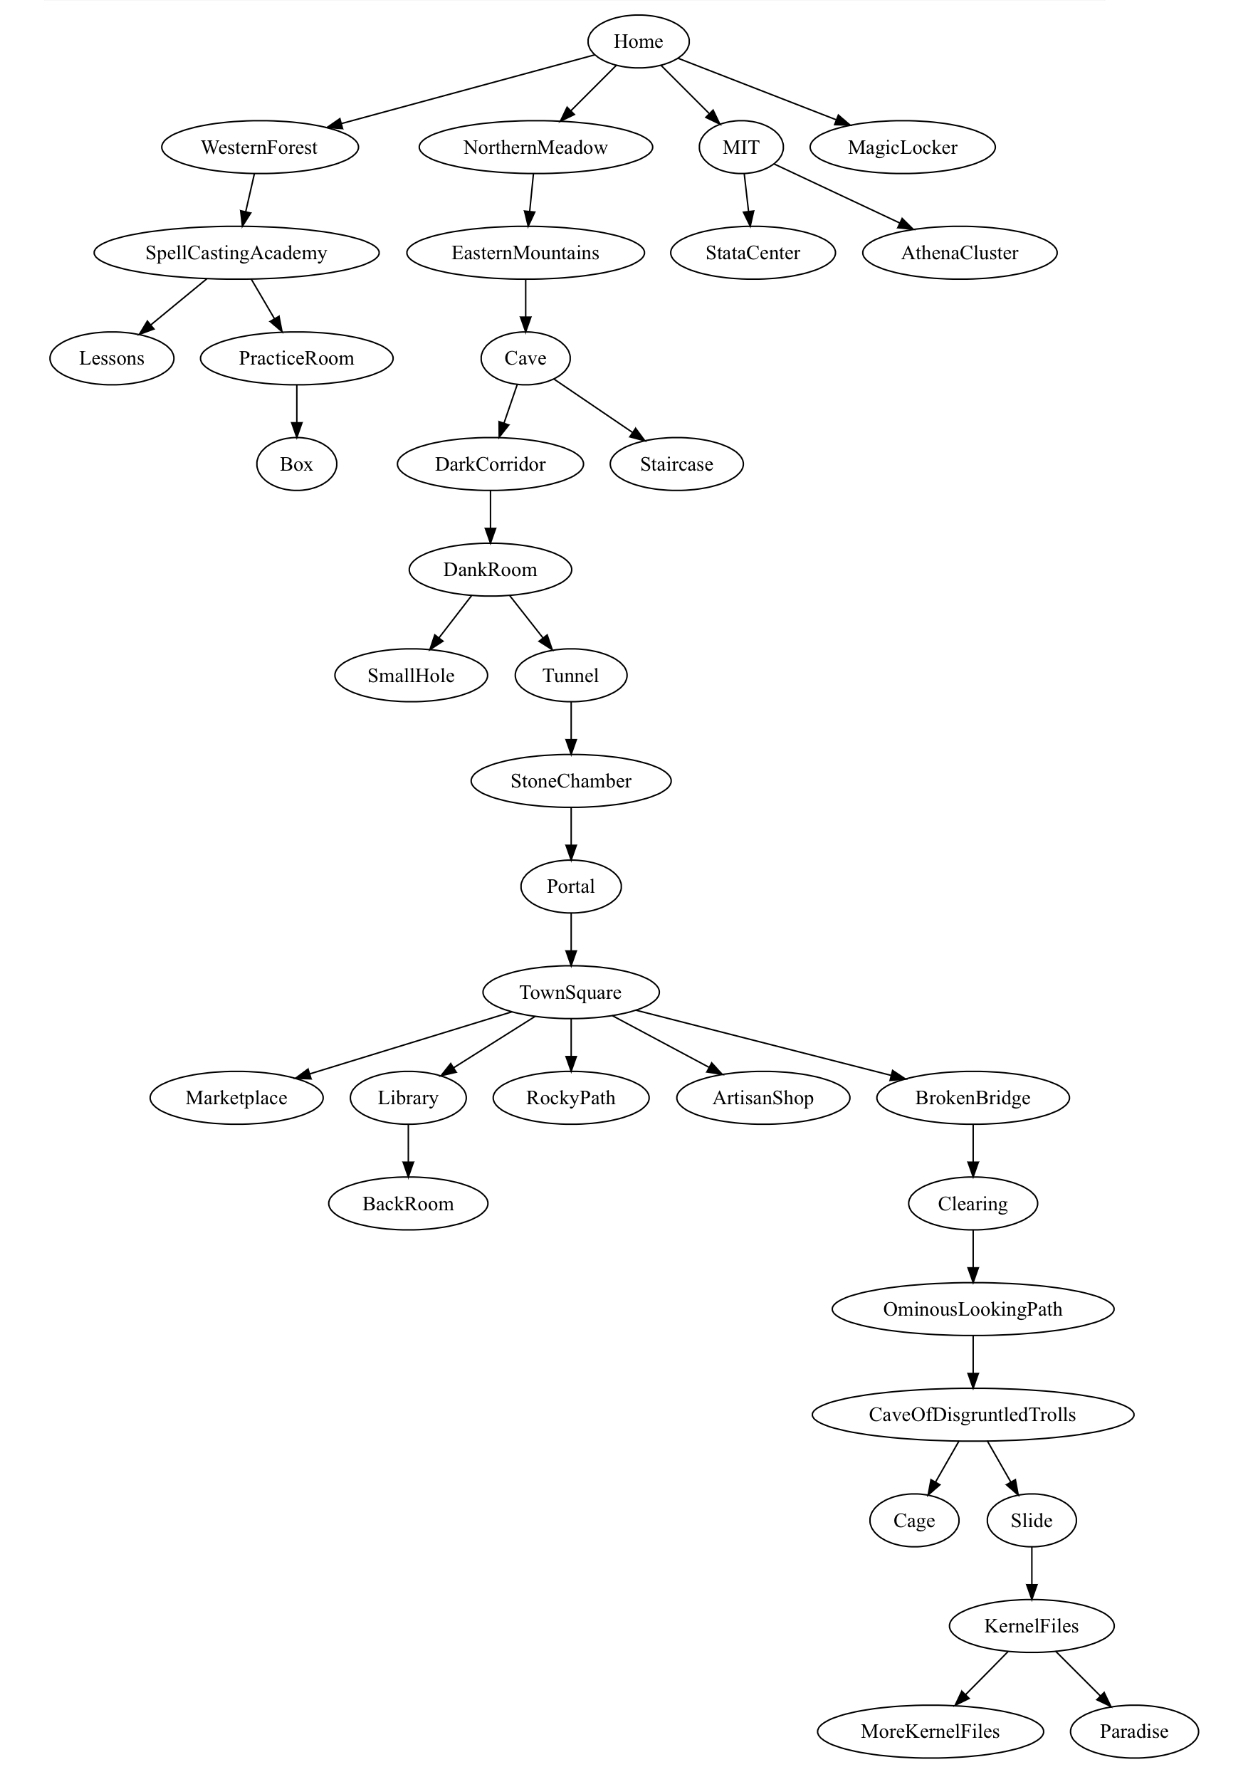 Home
WesternForest
NorthernMeadow
MIT
MagicLocker
SpellCastingAcademy
EasternMountains
StataCenter
AthenaCluster
Lessons
PracticeRoom
Cave
Box
DarkCorridor
Staircase
DankRoom
SmallHole
Tunnel
StoneChamber
Portal
TownSquare
Marketplace
Library
RockyPath
ArtisanShop
BrokenBridge
BackRoom
Clearing
OminousLookingPath
CaveOfDisgruntledTrolls
Cage
Slide
KernelFiles
MoreKernelFiles
Paradise